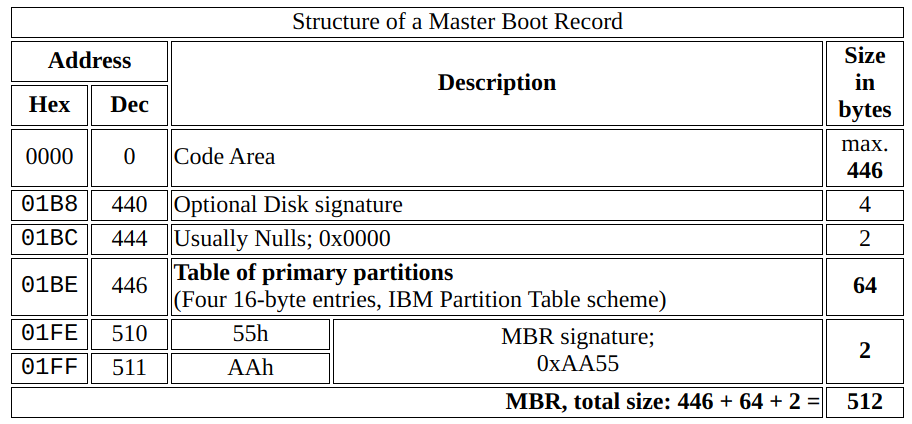 Structure of a Master Boot Record
Address
Description
Size
in
bytes
Hex
Dec
0000
0
Code Area
max.
446
01B8
440
Optional Disk signature
4
01BC
444
Usually Nulls; 0x0000
2
01BE
446
Table of primary partitions
(Four 16-byte entries, IBM Partition Table scheme)
64
01FE
510
55h
MBR signature;
0xAA55
2
01FF
511
AAh
MBR, total size: 446 + 64 + 2 =
512